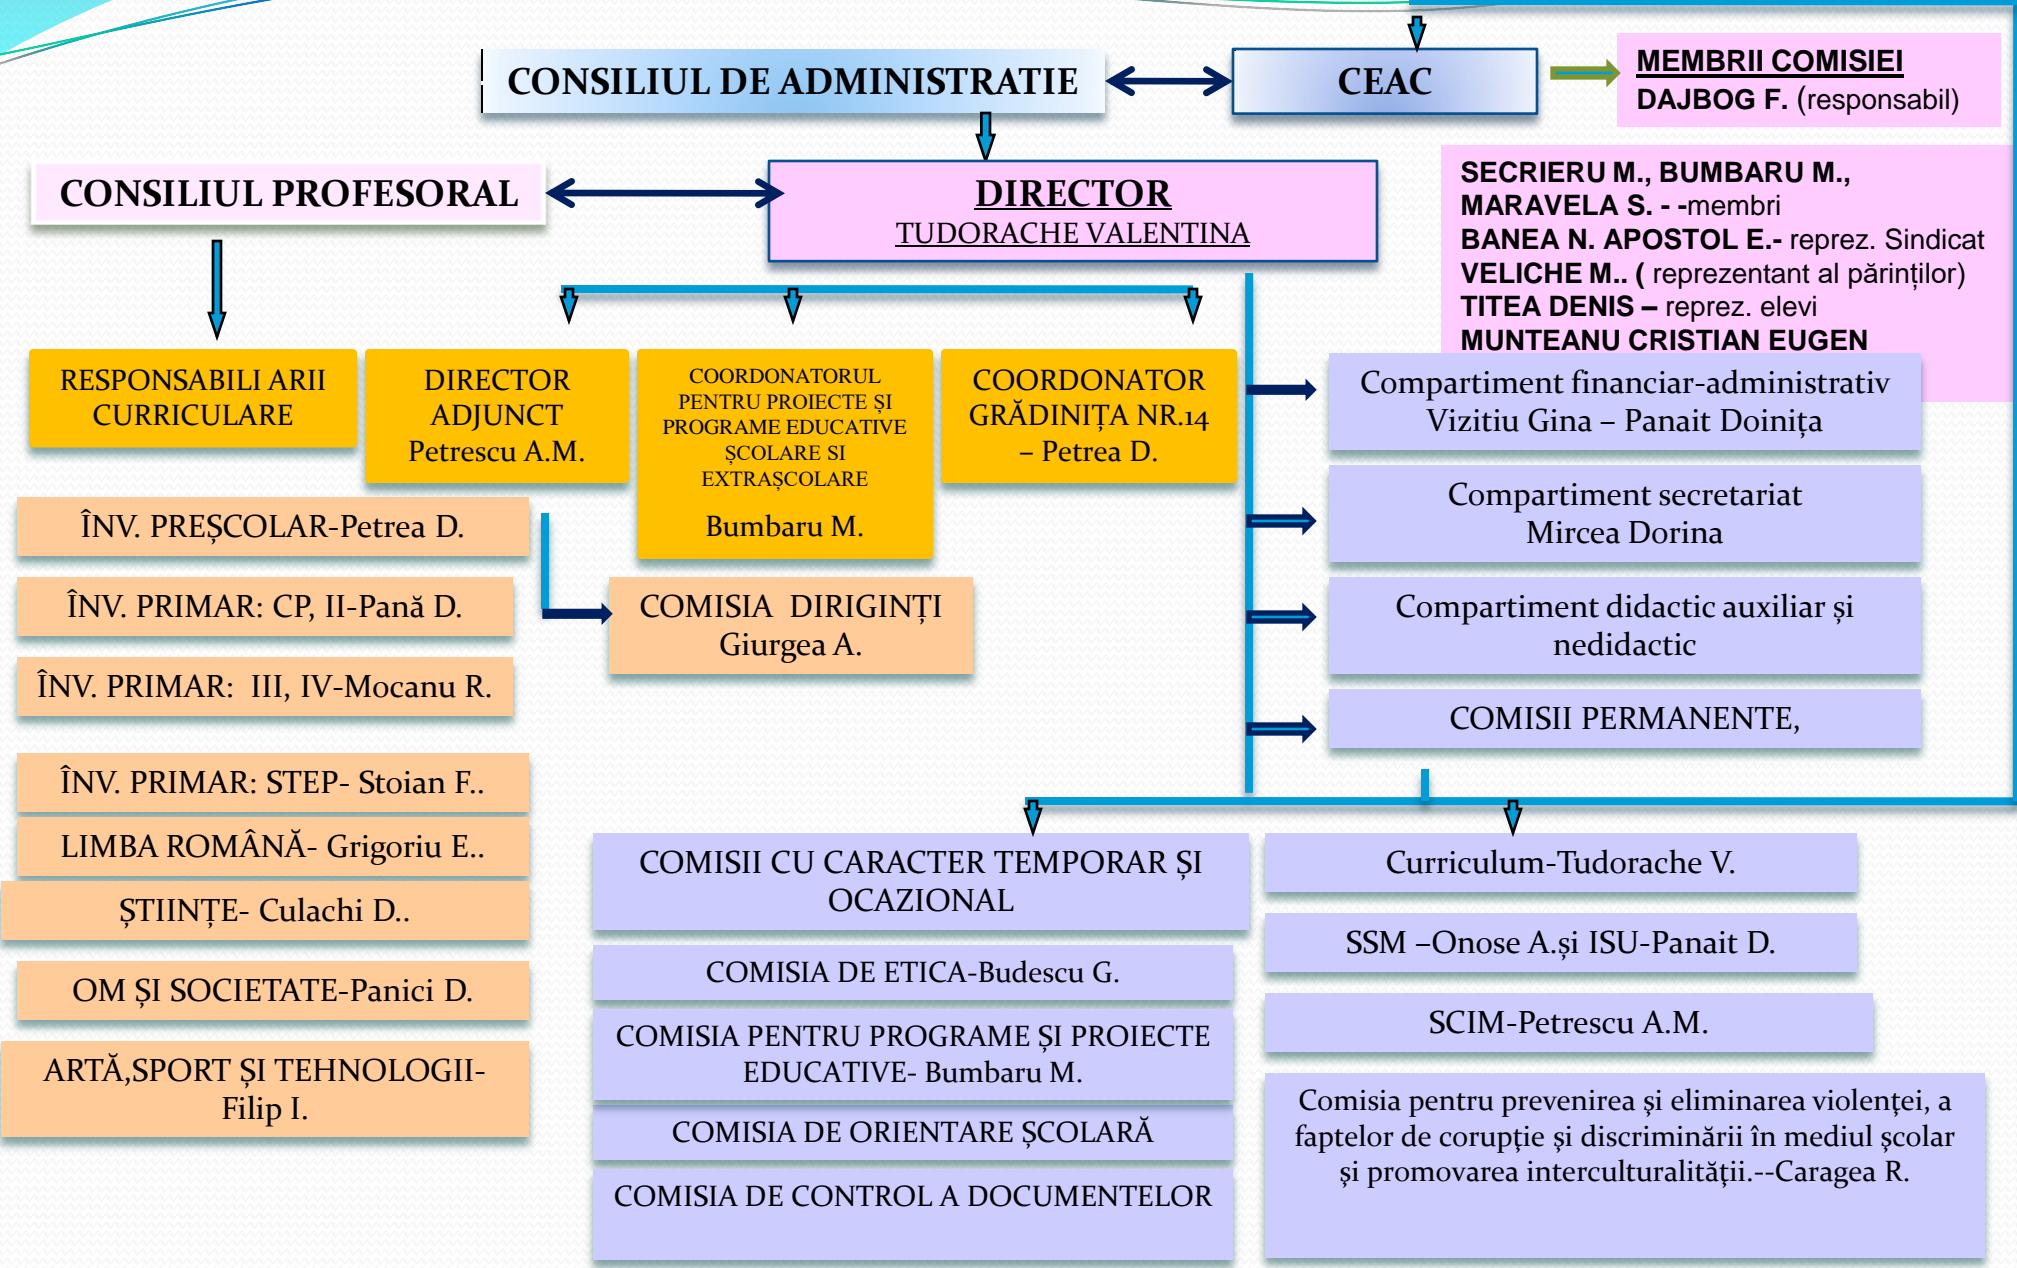 CONSILIUL DE ADMINISTRATIE
CEAC
MEMBRII COMISIEI
DAJBOG F. (responsabil)
SECRIERU M., BUMBARU M.,
MARAVELA S. - -membri
BANEA N. APOSTOL E.- reprez. Sindicat
VELICHE M.. ( reprezentant al părinților)
TITEA DENIS – reprez. elevi
MUNTEANU CRISTIAN EUGEN
CONSILIUL PROFESORAL
DIRECTOR
TUDORACHE VALENTINA
RESPONSABILI ARII
CURRICULARE
DIRECTOR
ADJUNCT
Petrescu A.M.
COORDONATORUL
PENTRU PROIECTE ȘI
PROGRAME EDUCATIVE
ȘCOLARE SI
EXTRAȘCOLARE
Bumbaru M.
COORDONATOR
GRĂDINIȚA NR.14
– Petrea D.
Compartiment financiar-administrativ
Vizitiu Gina – Panait Doinița
Compartiment secretariat
Mircea Dorina
Compartiment didactic auxiliar și
nedidactic
COMISII PERMANENTE,
ÎNV. PREȘCOLAR-Petrea D.
ÎNV. PRIMAR: CP, II-Pană D.
ÎNV. PRIMAR: III, IV-Mocanu R.
ÎNV. PRIMAR: STEP- Stoian F..
LIMBA ROMÂNĂ- Grigoriu E..
ȘTIINȚE- Culachi D..
OM ȘI SOCIETATE-Panici D.
ARTĂ,SPORT ȘI TEHNOLOGII-
Filip I.
COMISIA DIRIGINȚI
Giurgea A.
COMISII CU CARACTER TEMPORAR ȘI
OCAZIONAL
COMISIA DE ETICA-Budescu G.
COMISIA PENTRU PROGRAME ȘI PROIECTE
EDUCATIVE- Bumbaru M.
COMISIA DE ORIENTARE ȘCOLARĂ
COMISIA DE CONTROL A DOCUMENTELOR
Curriculum-Tudorache V.
SSM –Onose A.și ISU-Panait D.
SCIM-Petrescu A.M.
Comisia pentru prevenirea și eliminarea violenței, a
faptelor de corupție și discriminării în mediul școlar
și promovarea interculturalității.--Caragea R.